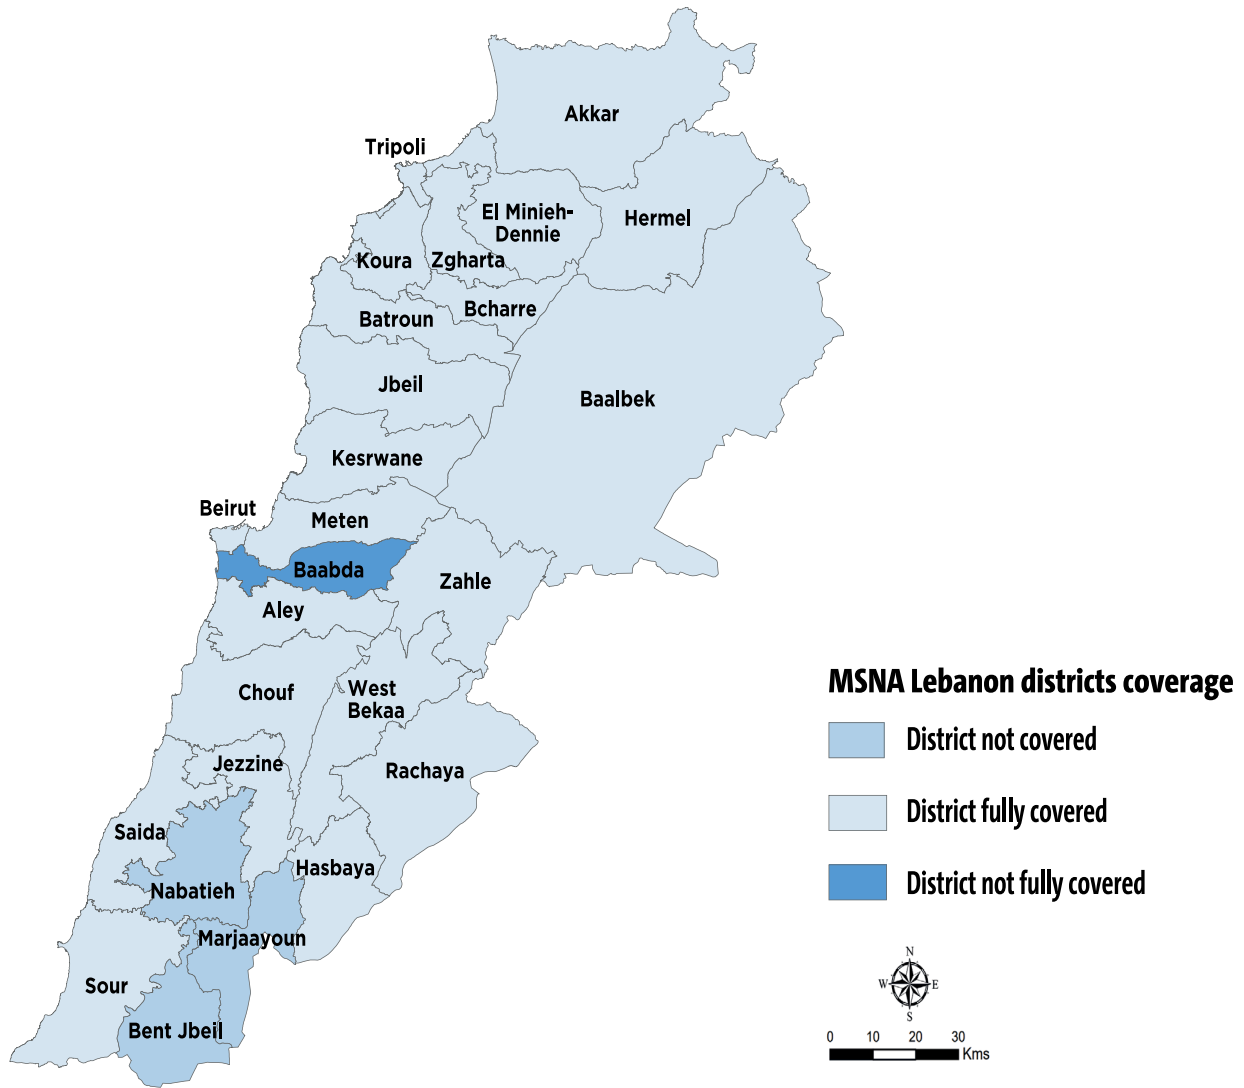 Akkar
Tripoli
El Minieh-
Dennie
Hermel
Koura
Zgharta
Bcharre
Batroun
Jbeil
Baalbek
Kesrwane
Beirut
Meten
Baabda
Zahle
Aley
West
Bekaa
Chouf
Jezzine
Rachaya
Saida
Hasbaya
Nabatieh
Marjaayoun
Sour
Bent Jbeil
MSNA Lebanon districts coverage
District not covered
District fully covered
District not fully covered
N
W
E
S
0 10 20 30
Kms